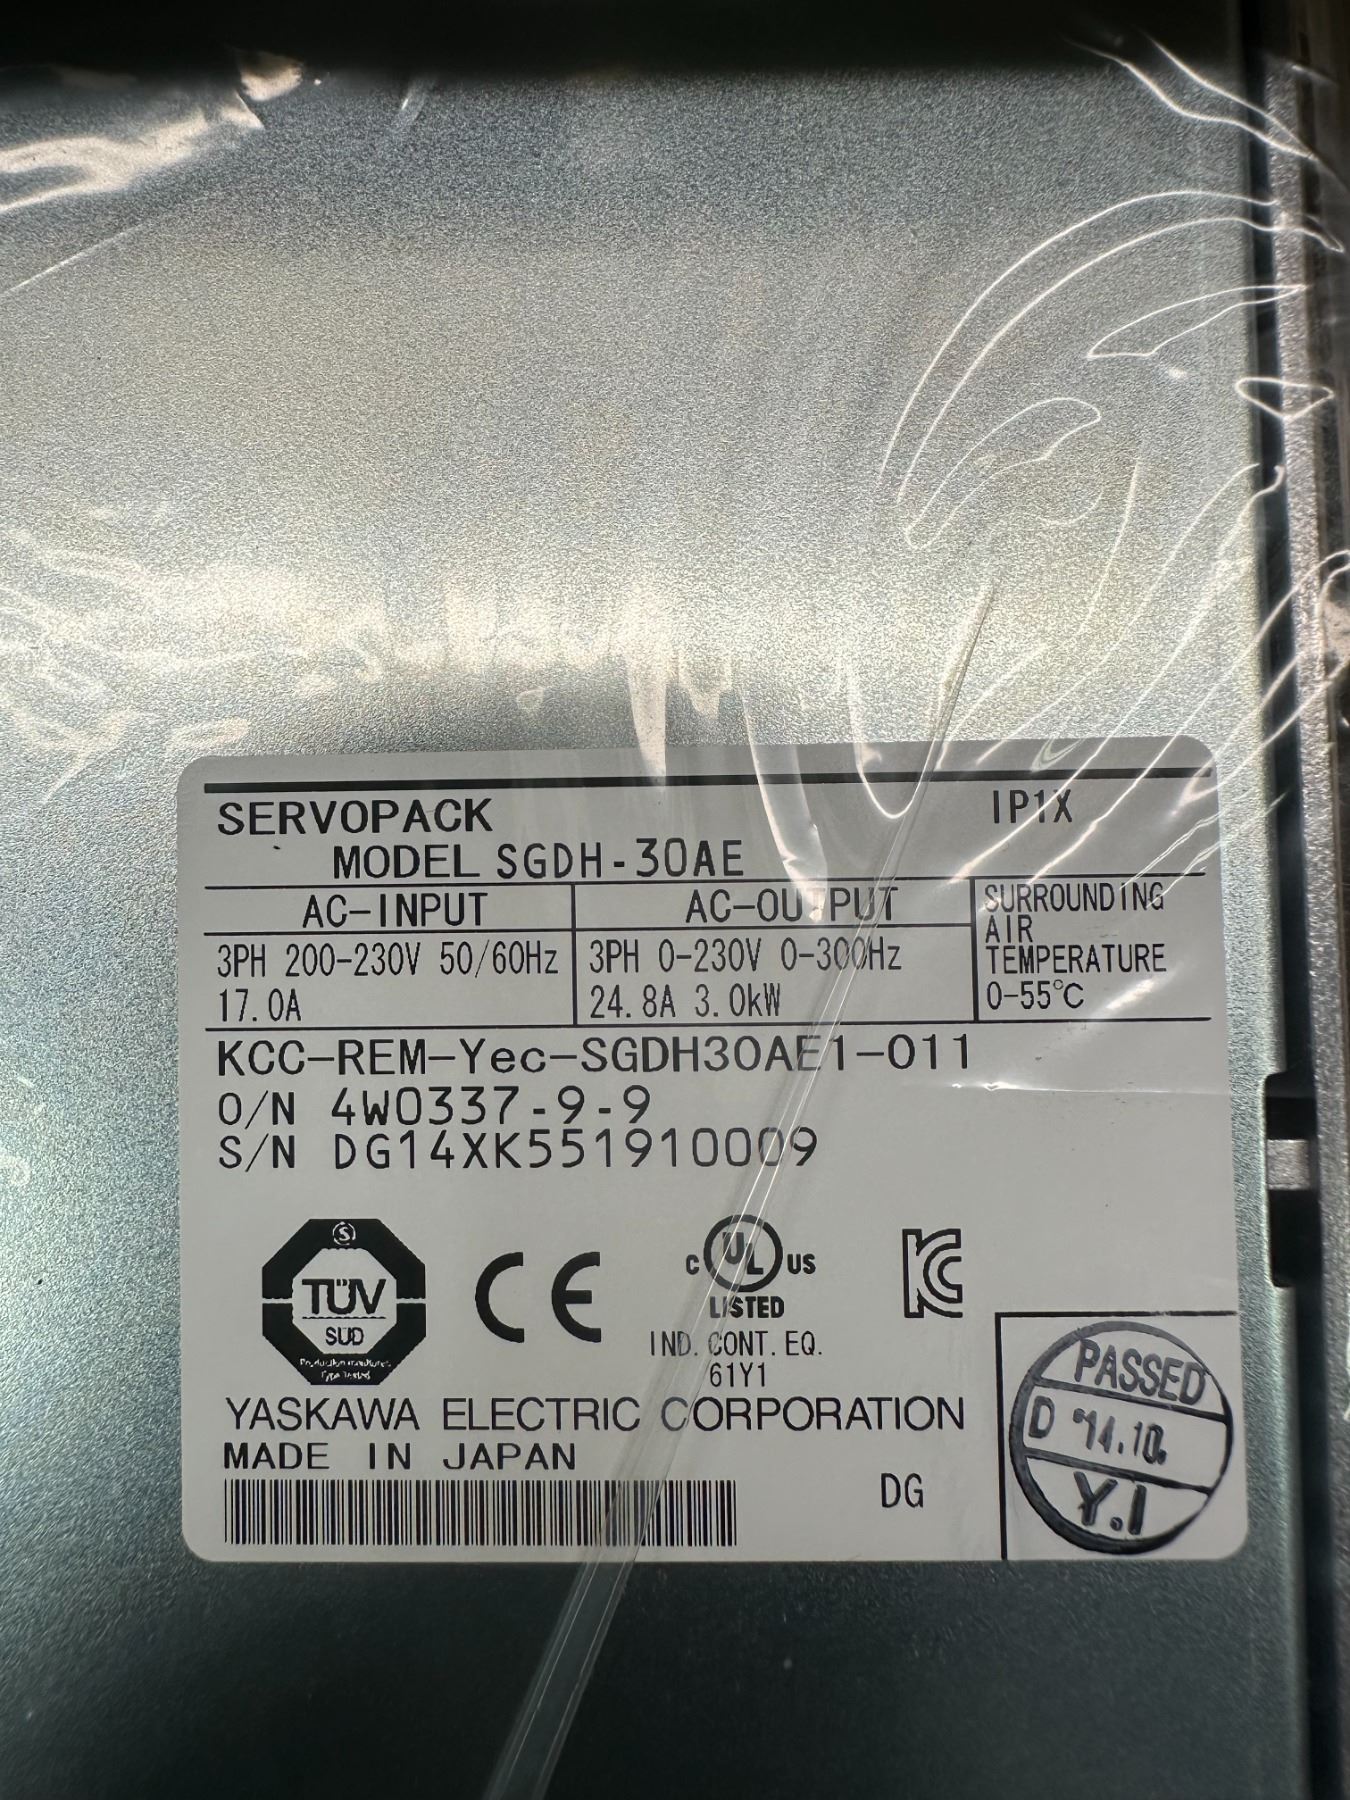 SERVOPACK
IP1X
MODEL SGDH-30AE
AC-INPUT
3PH 200-230V 50/60Hz
17.0A
AC-OUTPUT
3PH 0-230V 0-300Hz
24.8A 3.0kW
SURROUNDING
AIR
TEMPERATURE
0-55°C
KCC-REM-Yec-SGDH30AE1-011
O/N 4W0337-9-9
S/N DG14XK551910009
S
TÜV
SÜD
CE
C UL US
LISTED
IND. CONT. EQ.
61Y1
KC
YASKAWA ELECTRIC CORPORATION
MADE IN JAPAN
DG
PASSED
D '14.10.
Y.I